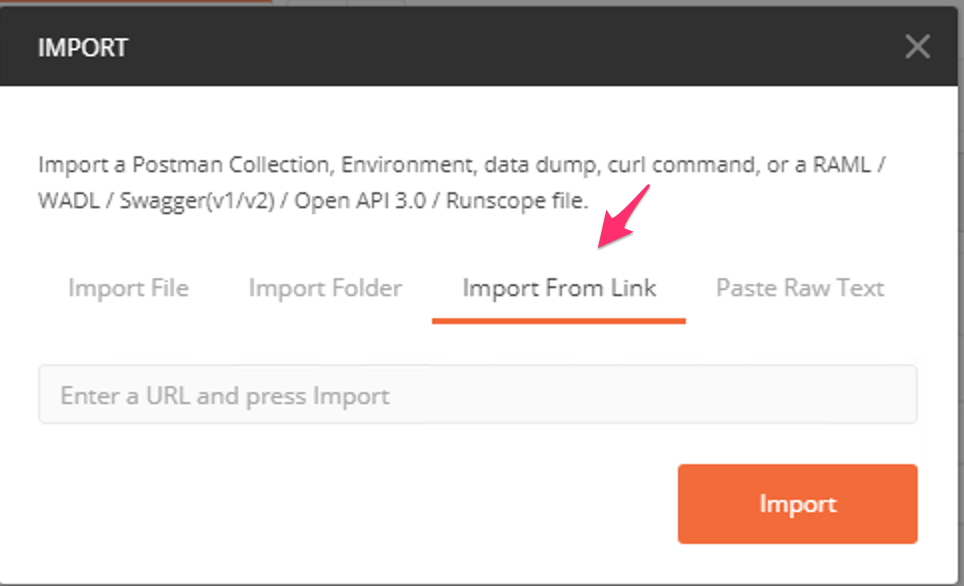 IMPORT
Import a Postman Collection, Environment, data dump, curl command, or a RAML /
WADL / Swagger(v1/v2) / Open API 3.0 / Runscope file.
Import File Import Folder Import From Link Paste Raw Text
Enter a URL and press Import
Import